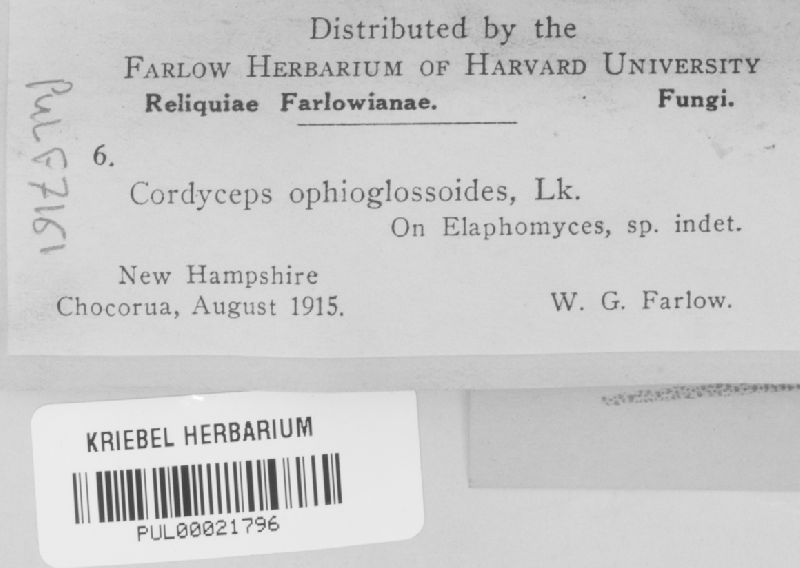 Distributed by the
FARLOW HERBARIUM OF HARVARD UNIVERSITY
Reliquiae Farlowianae. Fungi.
6.
Cordyceps ophioglossoides, Lk.
On Elaphomyces, sp. indet.
New Hampshire
Chocorua, August 1915. W. G. Farlow.
PUL F7161
KRIEBEL HERBARIUM
PUL00021796